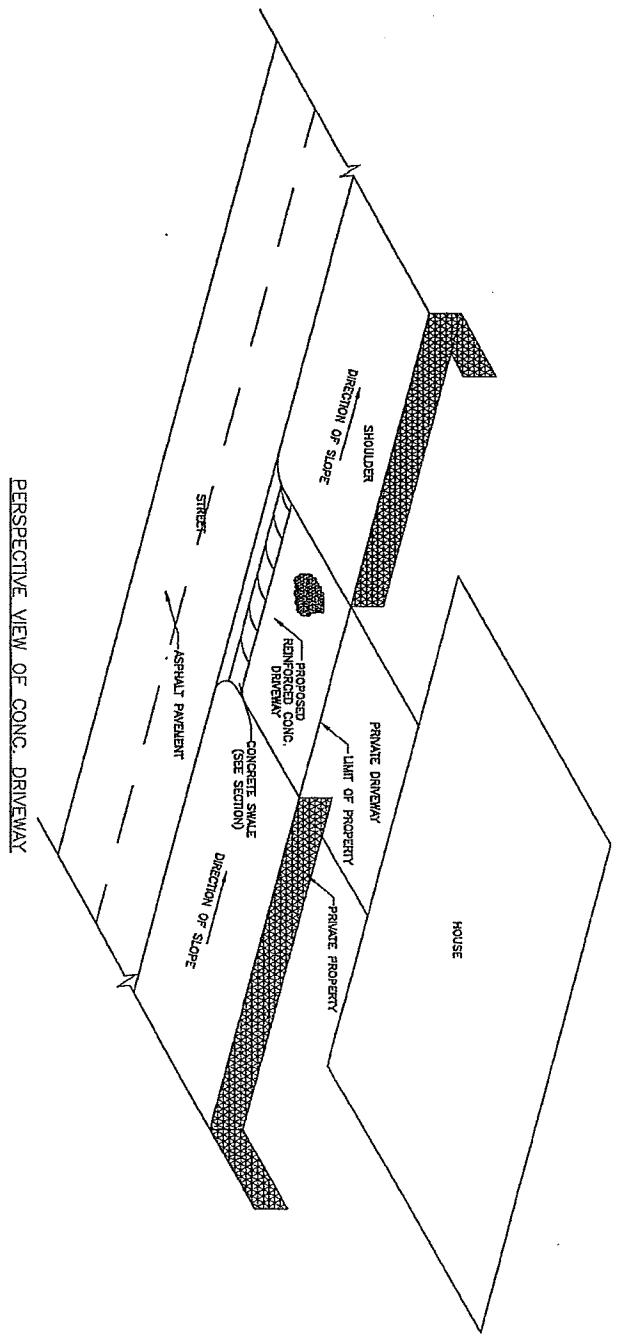 HOUSE
PRIVATE DRIVEWAY
LIMIT OF PROPERTY
PRIVATE PROPERTY
SHOULDER
DIRECTION OF SLOPE
PROPOSED
REINFORCED CONC.
DRIVEWAY
CONCRETE SWALE
(SEE SECTION)
DIRECTION OF SLOPE
STREET
ASPHALT PAVEMENT
PERSPECTIVE VIEW OF CONC. DRIVEWAY